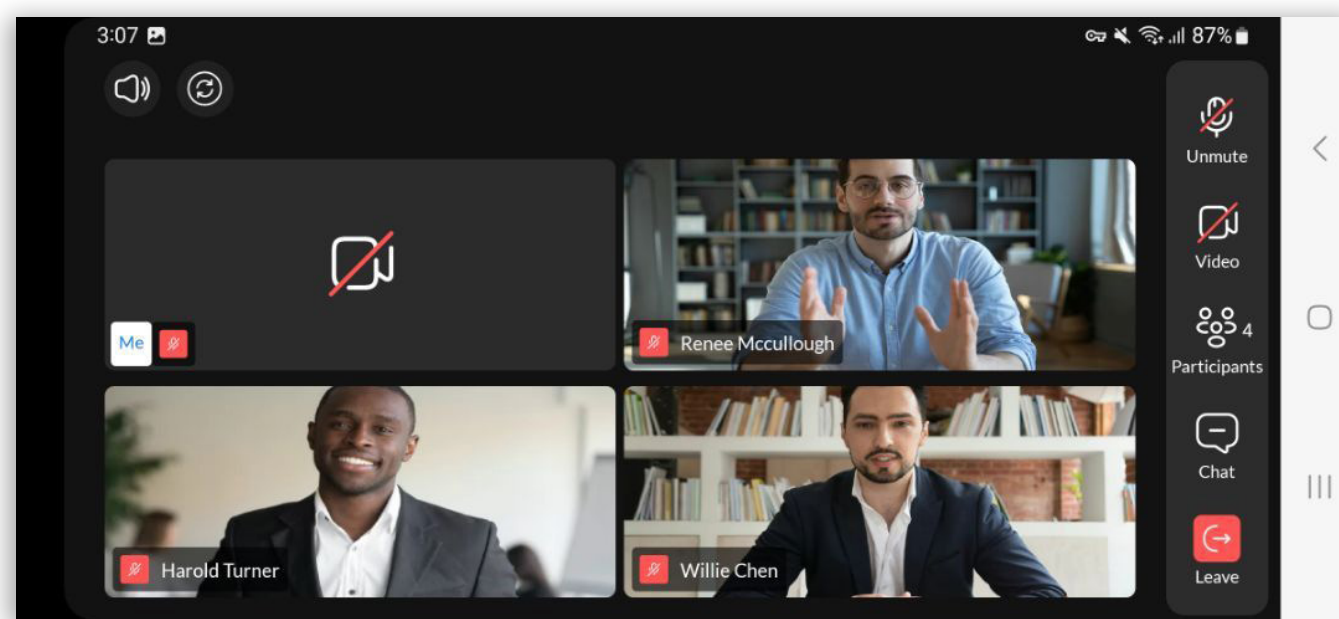 3:07
87%
Unmute
Video
4
Participants
Chat
Leave
Me
Renee Mccullough
Harold Turner
Willie Chen